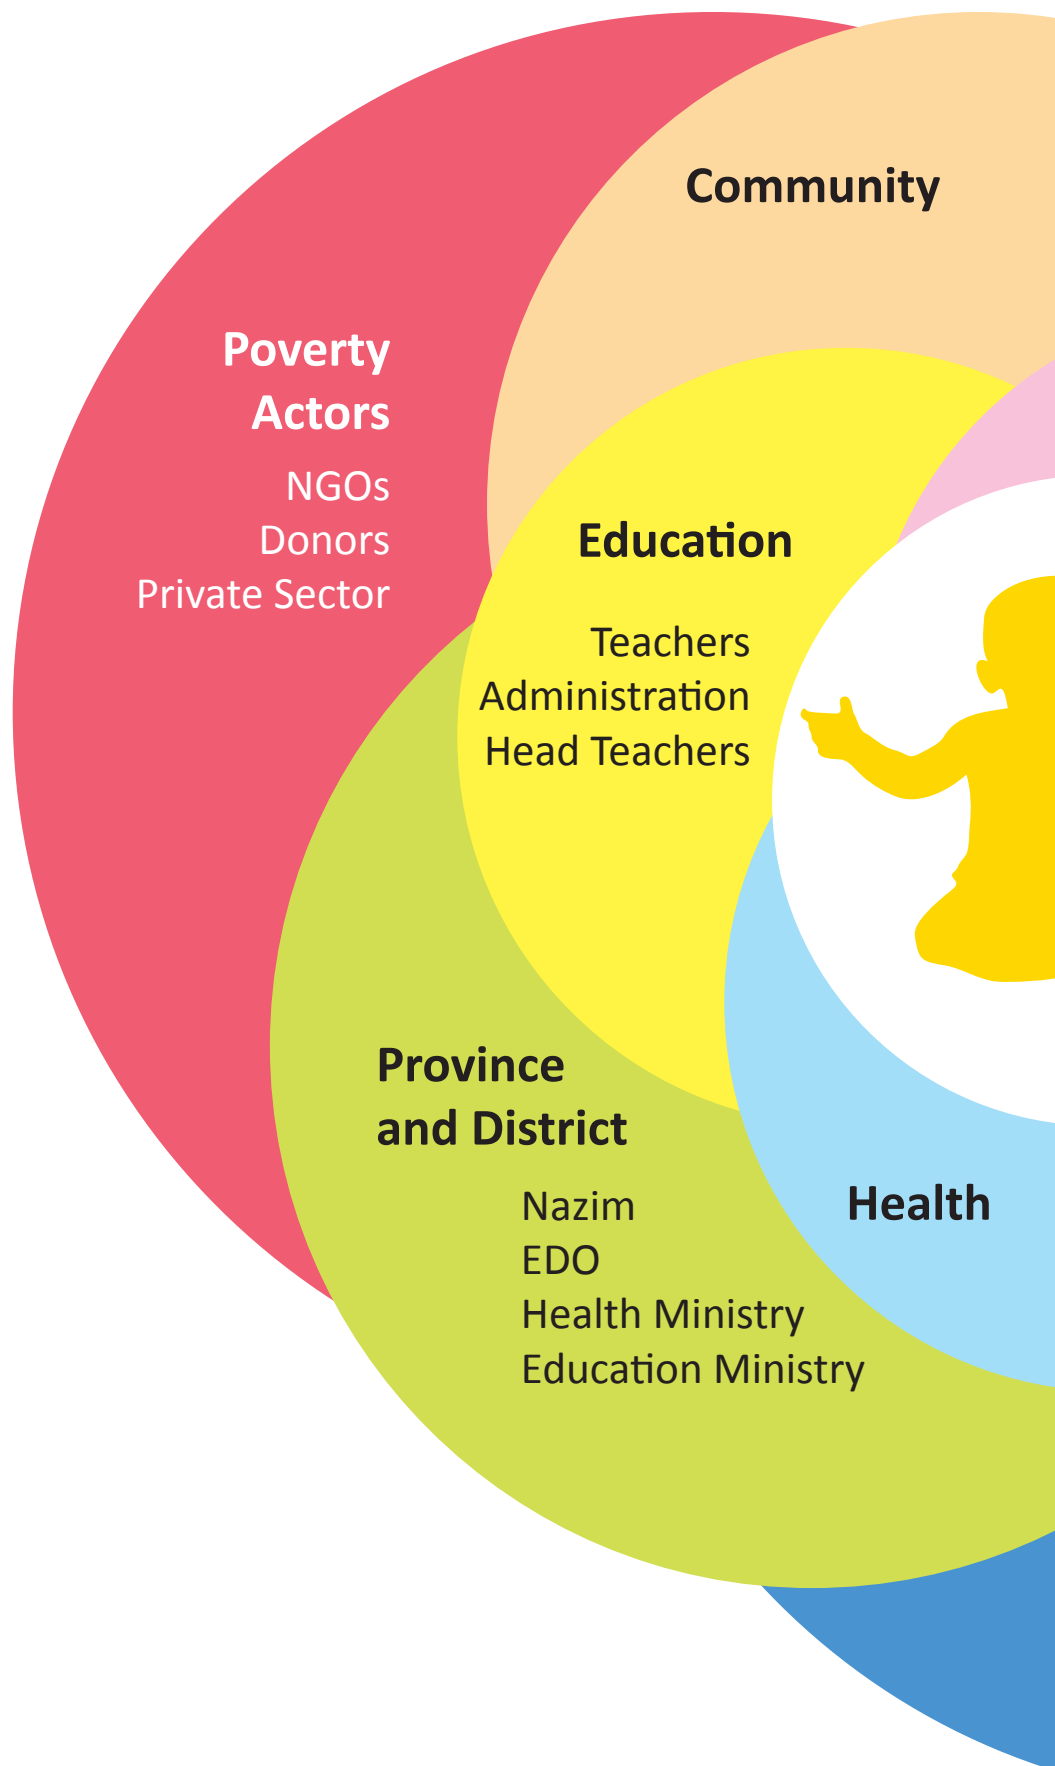 Community
Poverty
Actors
NGOs
Donors
Private Sector
Education
Teachers
Administration
Head Teachers
Province
and District
Nazim
EDO
Health Ministry
Education Ministry
Health